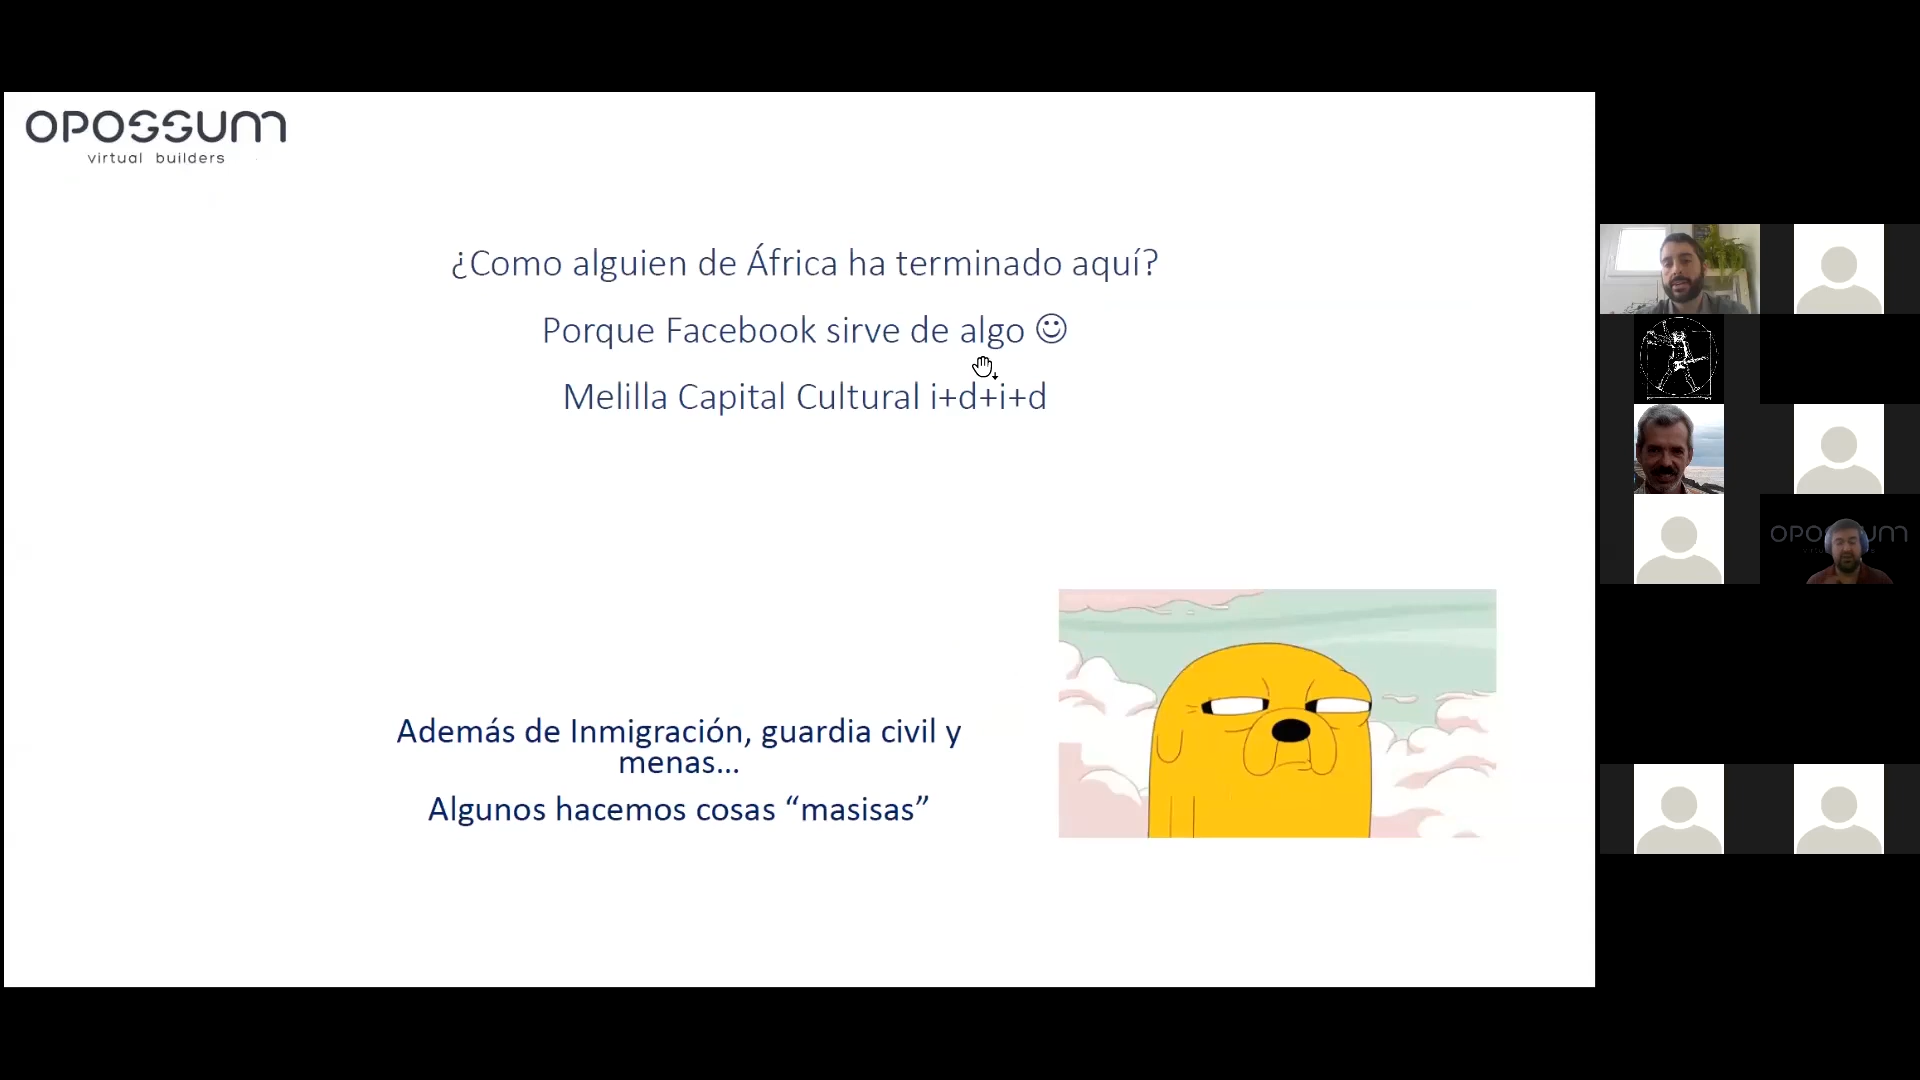 OPOSSUM
virtual builders
¿Como alguien de África ha terminado aquí?
Porque Facebook sirve de algo ☺
Melilla Capital Cultural i+d+i+d
Además de Inmigración, guardia civil y
menas...
Algunos hacemos cosas “masisas”